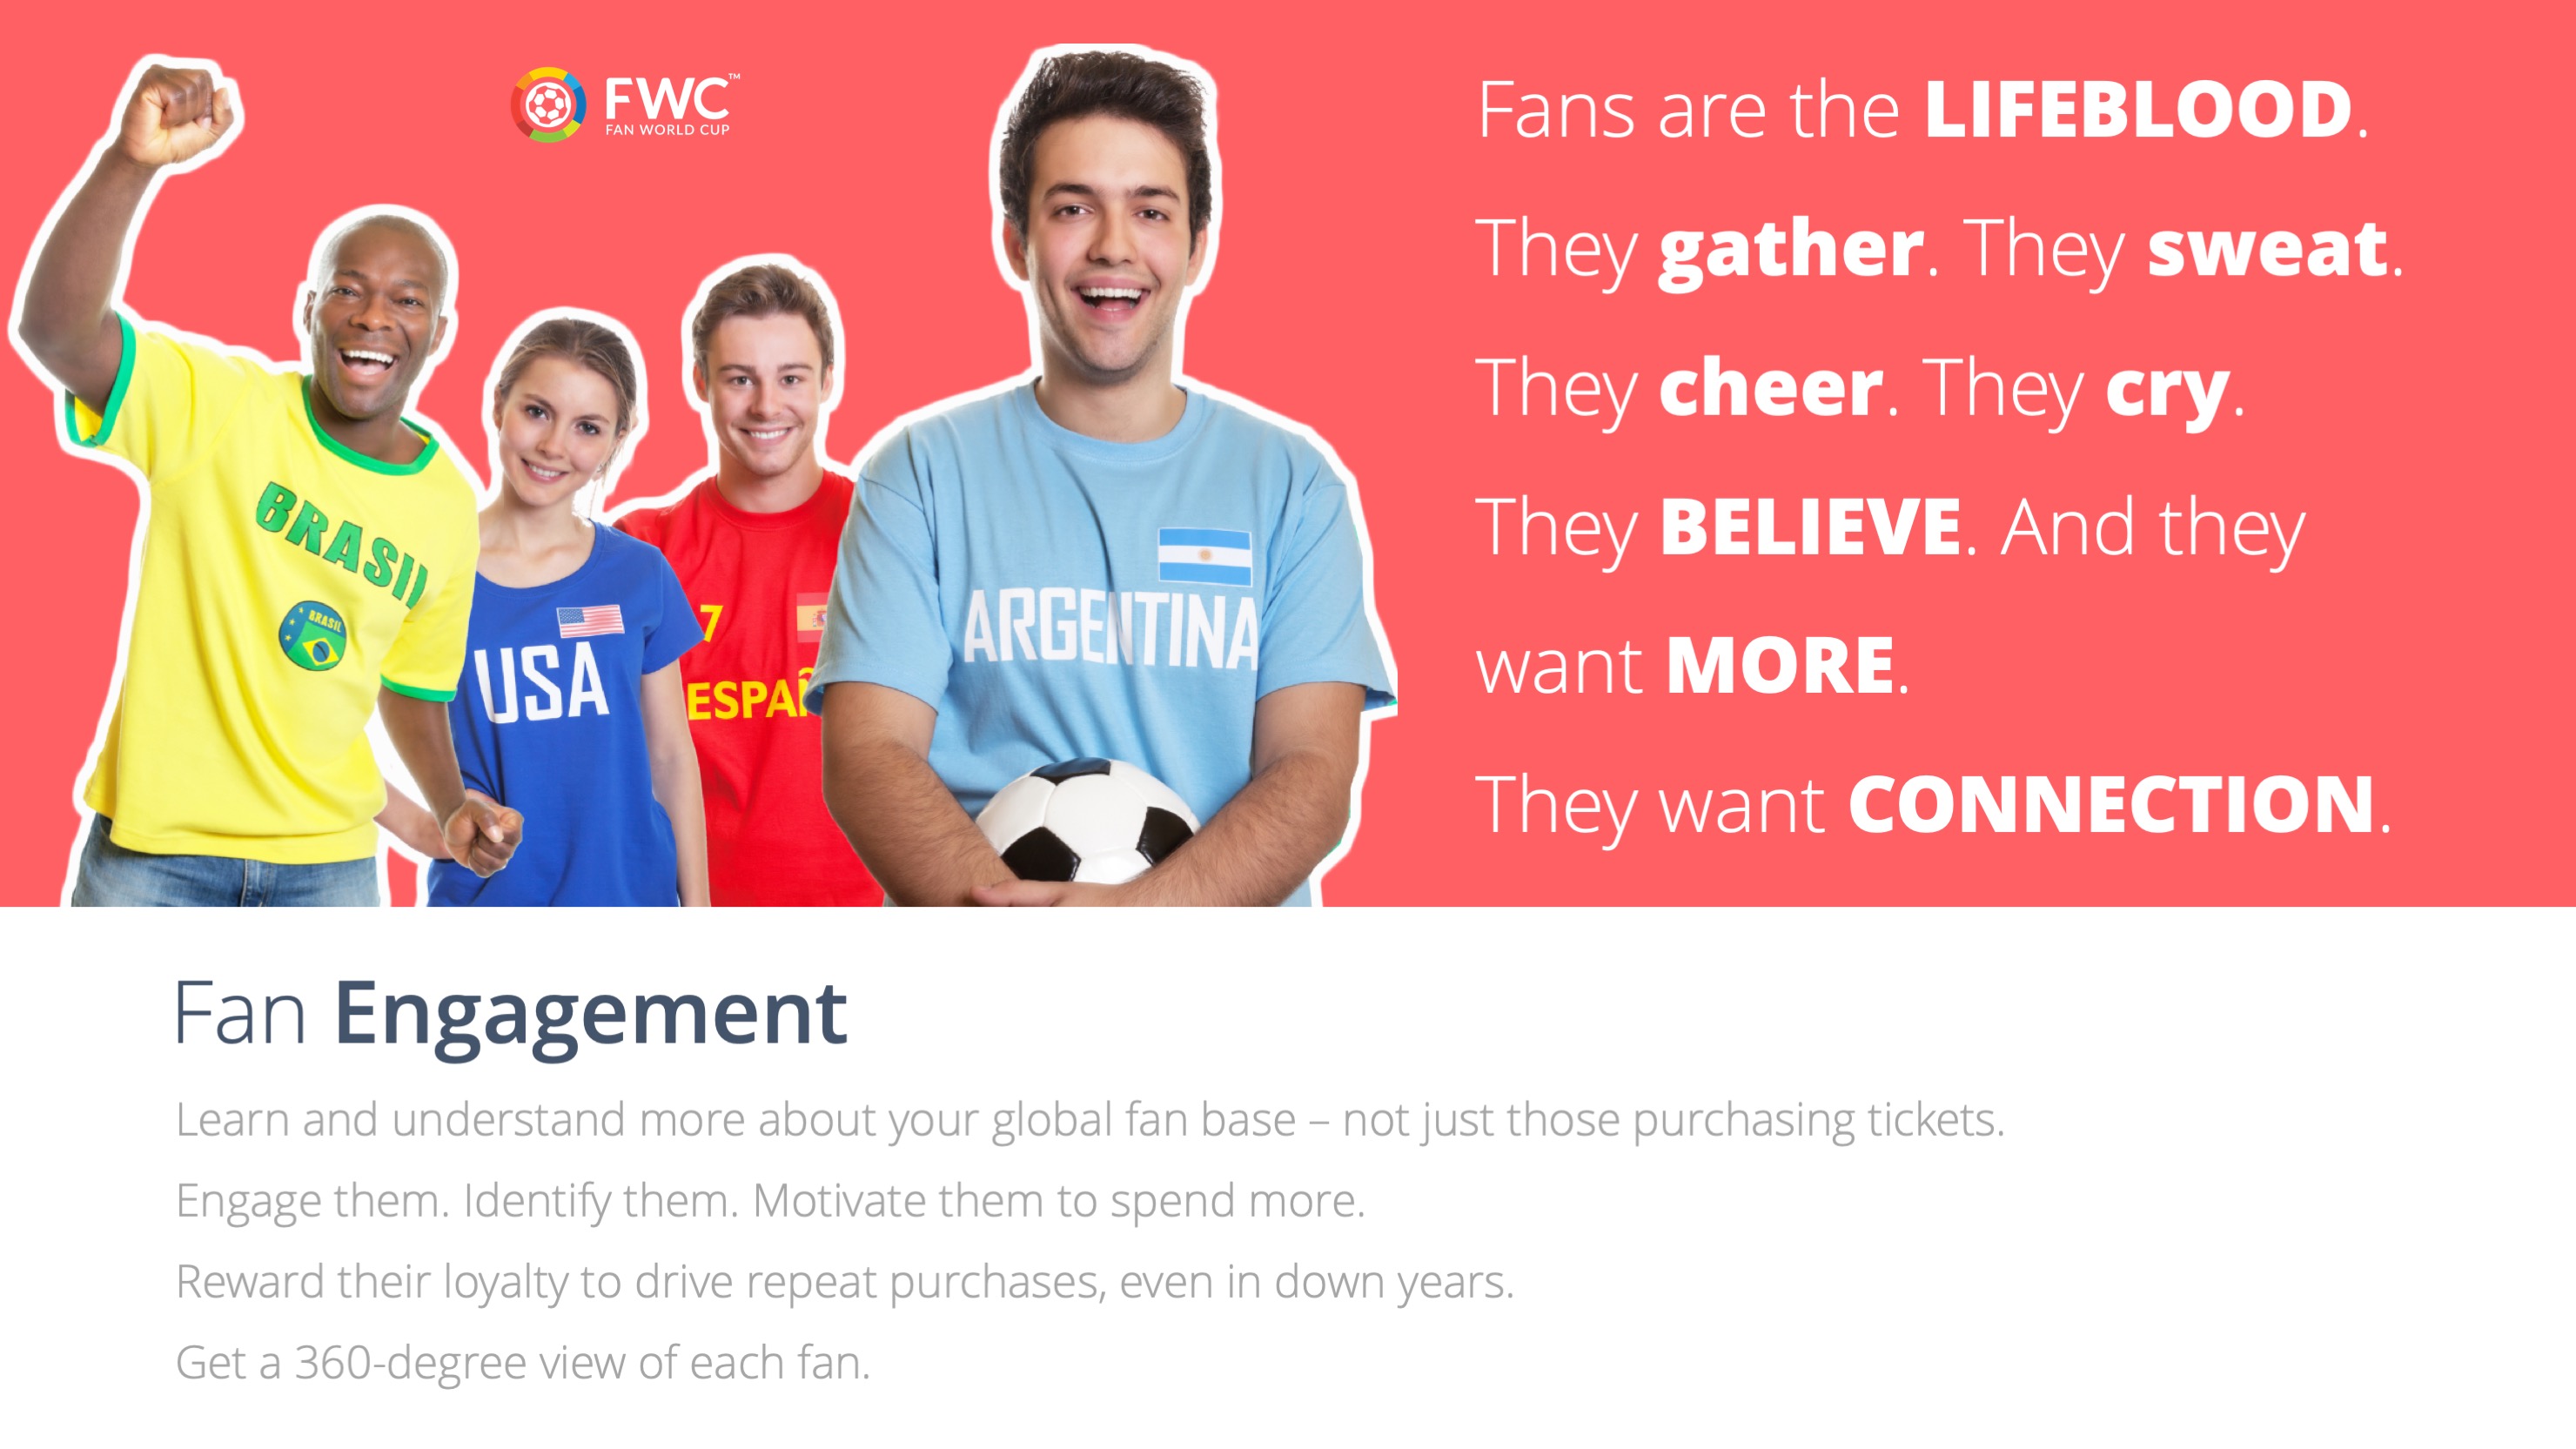 FWC™
FAN WORLD CUP
Fans are the LIFEBLOOD.
They gather. They sweat.
They cheer. They cry.
They BELIEVE. And they
want MORE.
They want CONNECTION.
BRASIL
BRASIL
USA
7
ESPAÑ
ARGENTINA
Fan Engagement
Learn and understand more about your global fan base – not just those purchasing tickets.
Engage them. Identify them. Motivate them to spend more.
Reward their loyalty to drive repeat purchases, even in down years.
Get a 360-degree view of each fan.